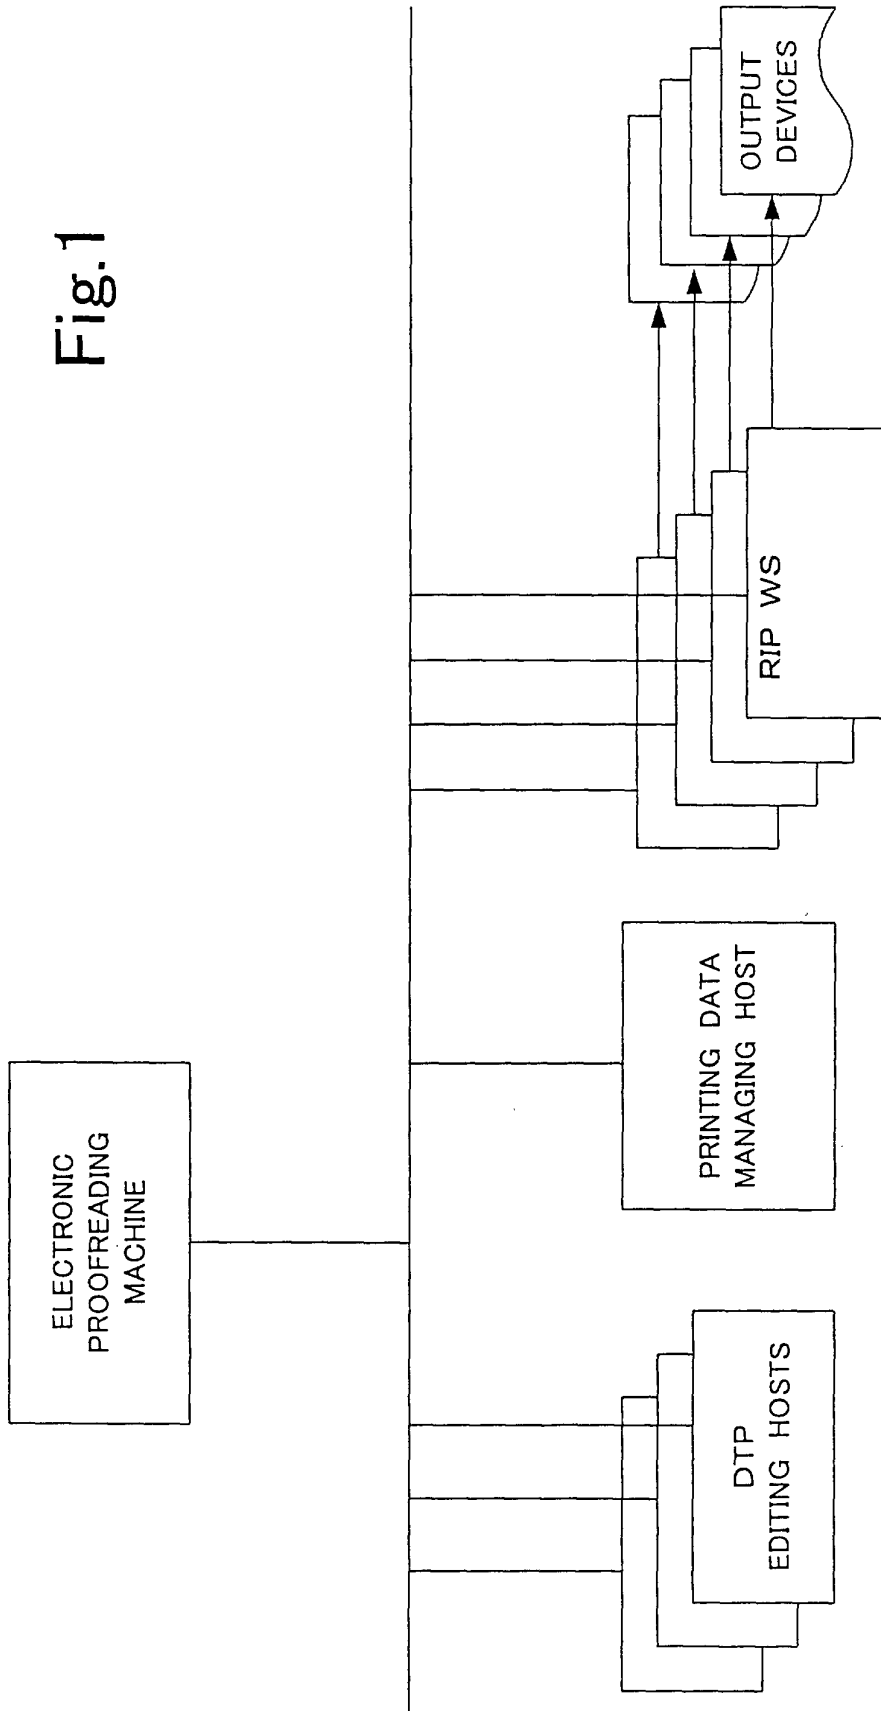 Fig.1
ELECTRONIC
PROOFREADING
MACHINE
DTP
EDITING HOSTS
PRINTING DATA
MANAGING HOST
RIP WS
OUTPUT
DEVICES